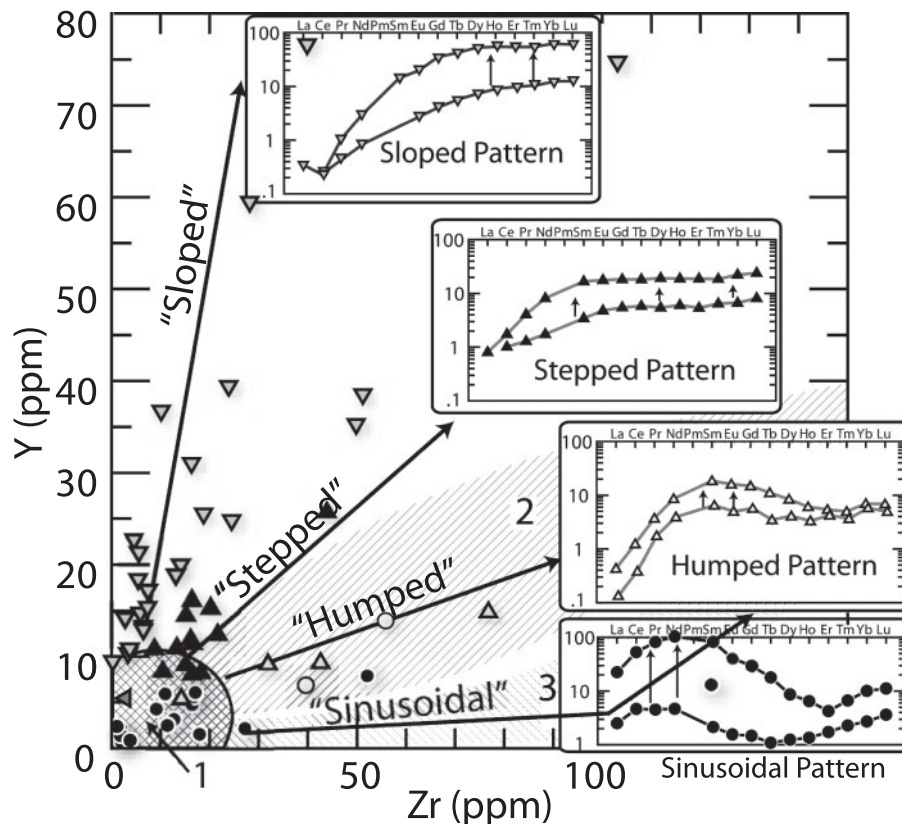 80
70
60
50
40
30
20
10
0
Y (ppm)
0
1
50
100
Zr (ppm)
"Sloped"
"Stepped"
"Humped"
"Sinusoidal"
2
3
La Ce Pr NdPmSm Eu Gd Tb Dy Ho Er Tm Yb Lu
100
10
1
.1
Sloped Pattern
La Ce Pr NdPmSm Eu Gd Tb Dy Ho Er Tm Yb Lu
100
10
1
.1
Stepped Pattern
La Ce Pr NdPmSm Eu Gd Tb Dy Ho Er Tm Yb Lu
100
10
1
.1
Humped Pattern
La Ce Pr NdPmSm Eu Gd Tb Dy Ho Er Tm Yb Lu
100
10
1
Sinusoidal Pattern